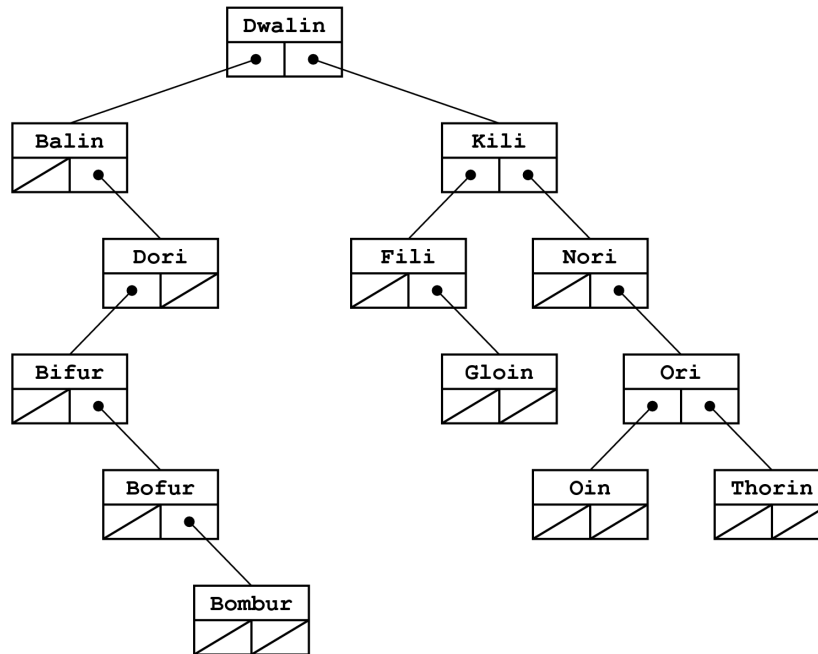 Dwalin
Balin
Kili
Dori
Fili
Nori
Bifur
Gloin
Ori
Bofur
Oin
Thorin
Bombur